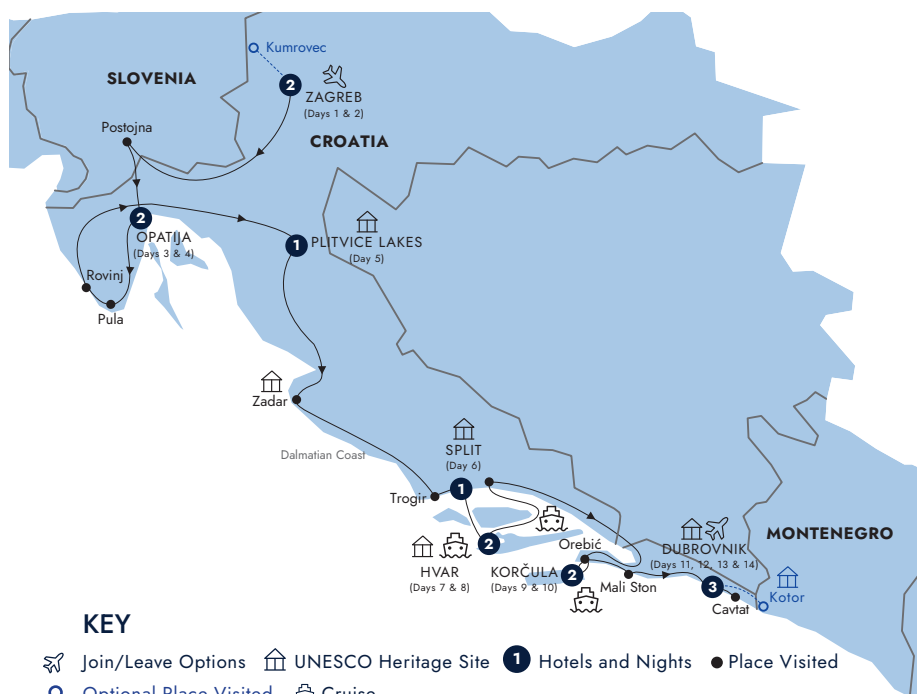 Kumrovec
SLOVENIA
2
ZAGREB
(Days 1 & 2)
Postojna
CROATIA
2
OPATIJA
(Days 3 & 4)
1
PLITVICE LAKES
(Day 5)
Rovinj
Pula
Zadar
Dalmatian Coast
SPLIT
(Day 6)
1
Trogir
2
HVAR
(Days 7 & 8)
Orebić
KORČULA
(Days 9 & 10)
2
Mali Ston
MONTENEGRO
DUBROVNIK
(Days 11, 12, 13 & 14)
3
Cavtat
Kotor
KEY
Join/Leave Options UNESCO Heritage Site 1 Hotels and Nights Place Visited
Optional Place Visited Cruise